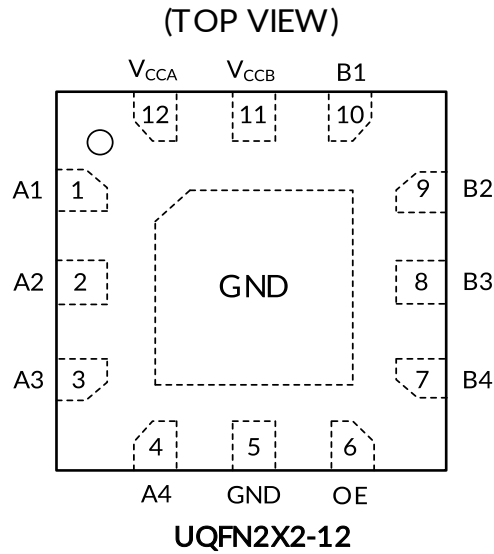 (TOP VIEW)
VCCA VCCB B1
12 11 10
A1 1 9 B2
A2 2 GND 8 B3
A3 3 7 B4
4 5 6
A4 GND OE
UQFN2X2-12